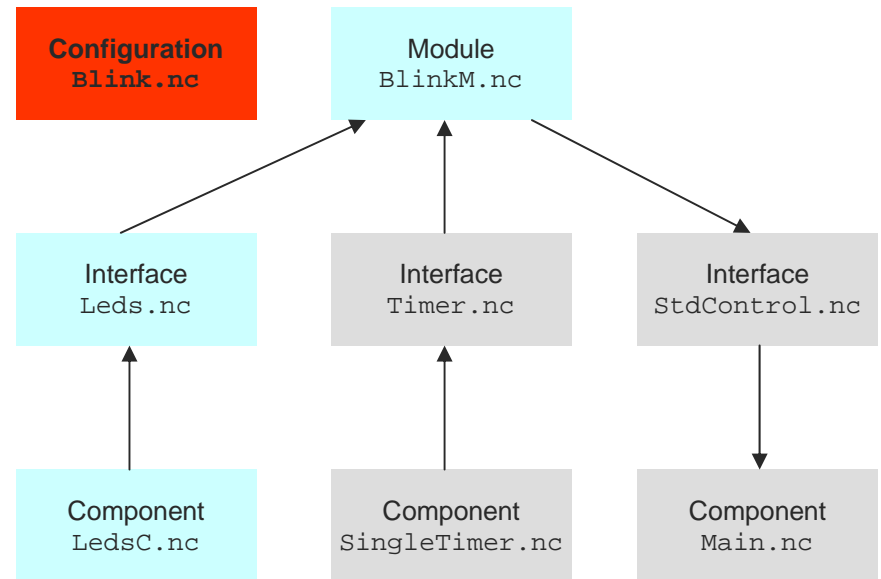 Configuration
Blink.nc
Module
BlinkM.nc
Interface
Leds.nc
Interface
Timer.nc
Interface
StdControl.nc
Component
LedsC.nc
Component
SingleTimer.nc
Component
Main.nc